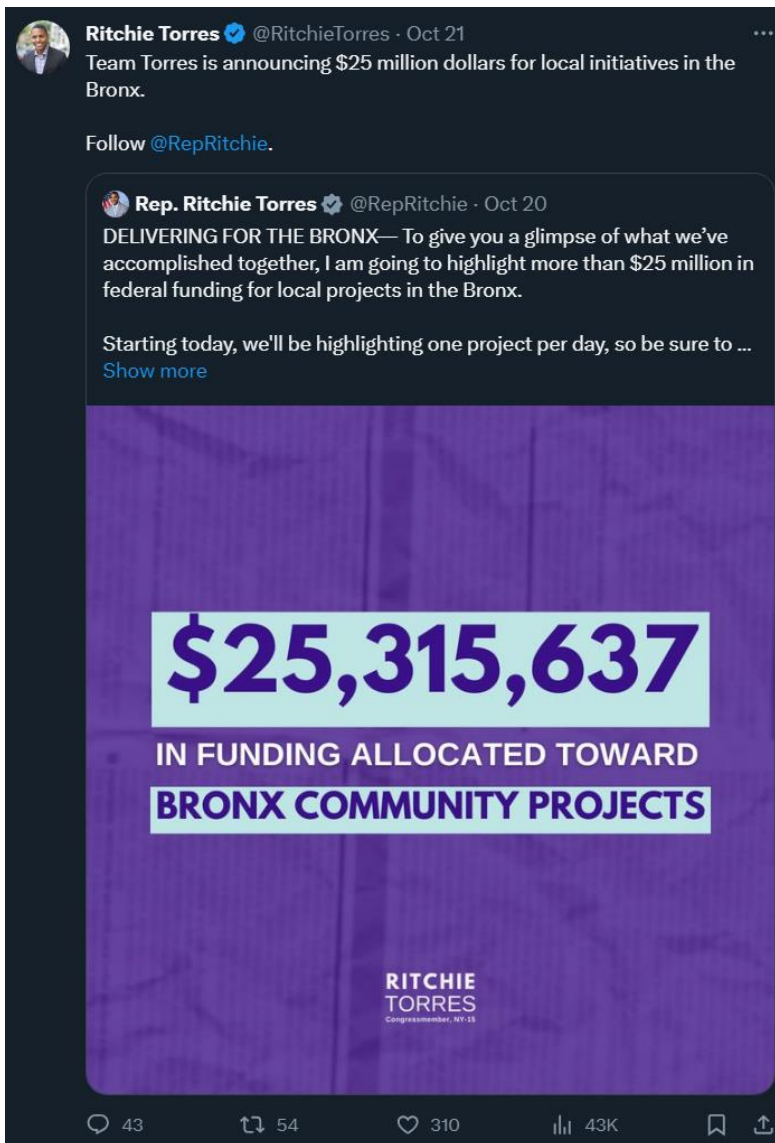 Ritchie Torres @RitchieTorres · Oct 21
Team Torres is announcing $25 million dollars for local initiatives in the
Bronx.
Follow @RepRitchie.
Rep. Ritchie Torres @RepRitchie · Oct 20
DELIVERING FOR THE BRONX— To give you a glimpse of what we’ve
accomplished together, I am going to highlight more than $25 million in
federal funding for local projects in the Bronx.
Starting today, we'll be highlighting one project per day, so be sure to ...
Show more
$25,315,637
IN FUNDING ALLOCATED TOWARD
BRONX COMMUNITY PROJECTS
RITCHIE
TORRES
Congressmember, NY-15
43 54 310 43K